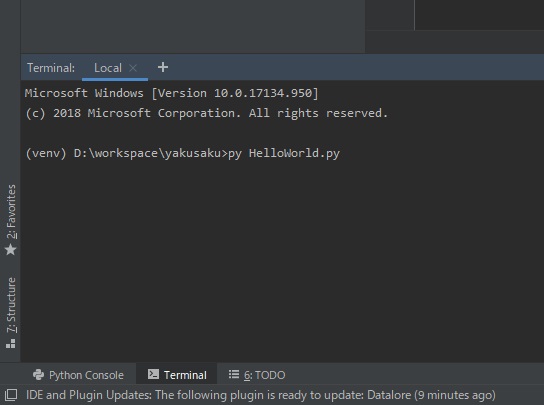 Terminal: Local × +
Microsoft Windows [Version 10.0.17134.950]
(c) 2018 Microsoft Corporation. All rights reserved.
(venv) D:\workspace\yakusaku>py HelloWorld.py
2: Favorites
7: Structure
Python Console Terminal 6: TODO
IDE and Plugin Updates: The following plugin is ready to update: Datalore (9 minutes ago)